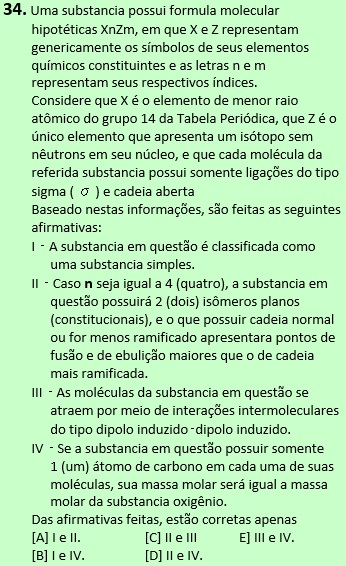 34. Uma substancia possui formula molecular
hipotéticas XnZm, em que X e Z representam
genericamente os símbolos de seus elementos
químicos constituintes e as letras n e m
representam seus respectivos índices.
Considere que X é o elemento de menor raio
atômico do grupo 14 da Tabela Periódica, que Z é o
único elemento que apresenta um isótopo sem
nêutrons em seu núcleo, e que cada molécula da
referida substancia possui somente ligações do tipo
sigma ( σ ) e cadeia aberta
Baseado nestas informações, são feitas as seguintes
afirmativas:
I - A substancia em questão é classificada como
uma substancia simples.
II - Caso n seja igual a 4 (quatro), a substancia em
questão possuirá 2 (dois) isômeros planos
(constitucionais), e o que possuir cadeia normal
ou for menos ramificado apresentara pontos de
fusão e de ebulição maiores que o de cadeia
mais ramificada.
III - As moléculas da substancia em questão se
atraem por meio de interações intermoleculares
do tipo dipolo induzido-dipolo induzido.
IV - Se a substancia em questão possuir somente
1 (um) átomo de carbono em cada uma de suas
moléculas, sua massa molar será igual a massa
molar da substancia oxigênio.
Das afirmativas feitas, estão corretas apenas
[A] I e II. [C] II e III E] III e IV.
[B] I e IV. [D] II e IV.